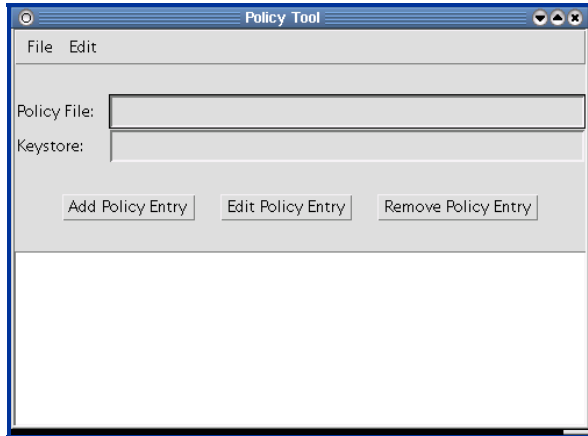 Policy Tool
File Edit
Policy File:
Keystore:
Add Policy Entry Edit Policy Entry Remove Policy Entry